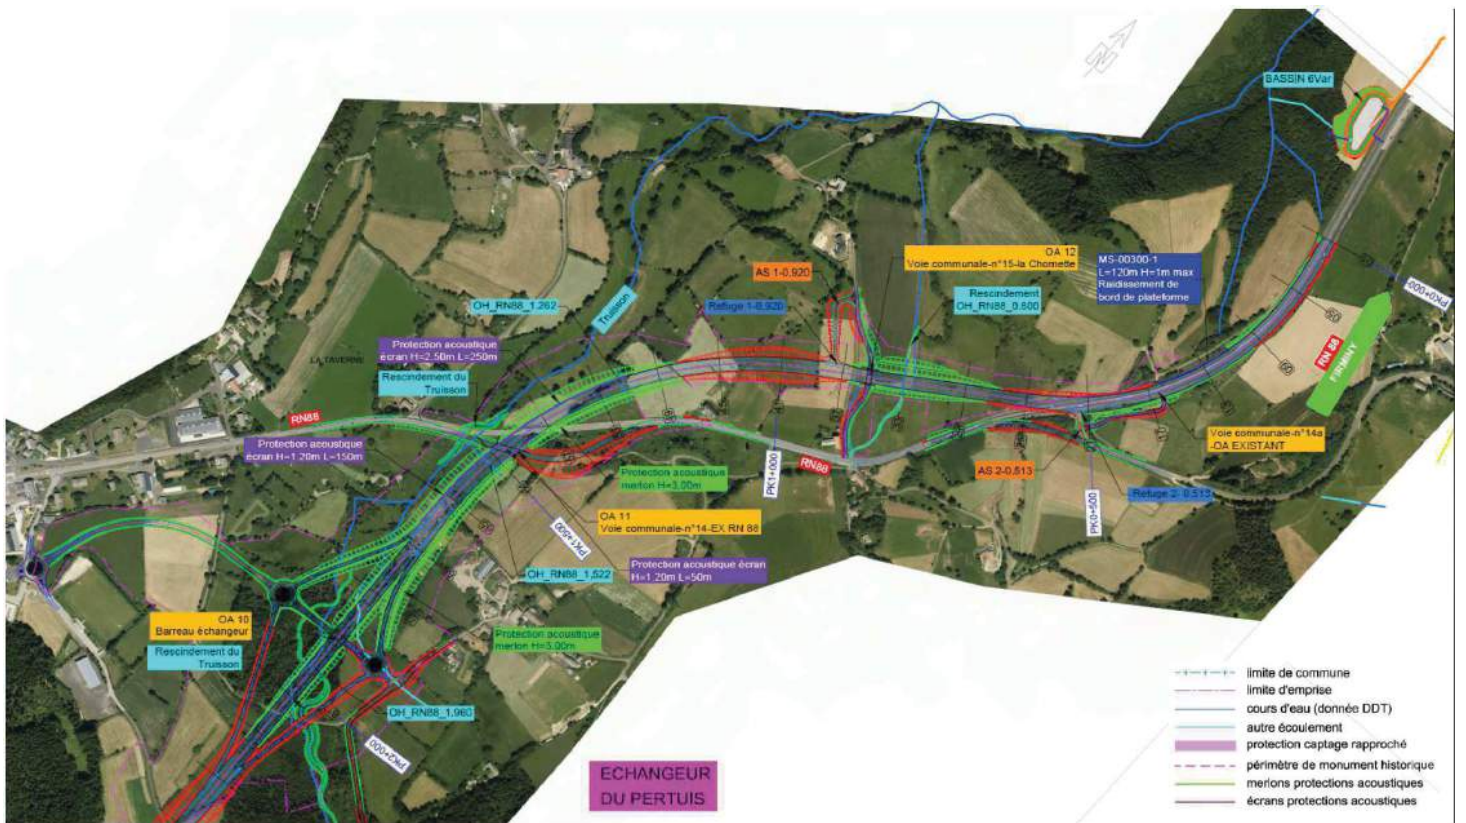 BASSIN 6Var
OA 12
Voie communale-n°15-la Chomette
AS 1-0.920
MS-00300-1
L=120m H=1m max
Raidissement de
bord de plateforme
PK0+000
OH_RN88_1.262
Refuge 1-0.920
Rescindement
OH_RN88_0.600
Truisson
RN 88
FIRMINY
Protection acoustique
écran H=2.50m L=250m
LA TAVERNE
Rescindement du
Truisson
RN88
Protection acoustique
écran H=1.20m L=150m
Voie communale-n°14a
-OA EXISTANT
RN88
AS 2-0.513
PK1+000
Protection acoustique
merlon H=3.00m
Refuge 2- 0.513
PK0+500
OA 11
Voie communale-n°14-EX RN 88
PK1+500
OH_RN88_1.522
Protection acoustique écran
H=1.20m L=50m
OA 10
Barreau échangeur
Rescindement du
Truisson
Protection acoustique
merlon H=3.00m
OH_RN88_1.960
PK2+000
ECHANGEUR
DU PERTUIS
limite de commune
limite d'emprise
cours d'eau (donnée DDT)
autre écoulement
protection captage rapproché
périmètre de monument historique
merlons protections acoustiques
écrans protections acoustiques